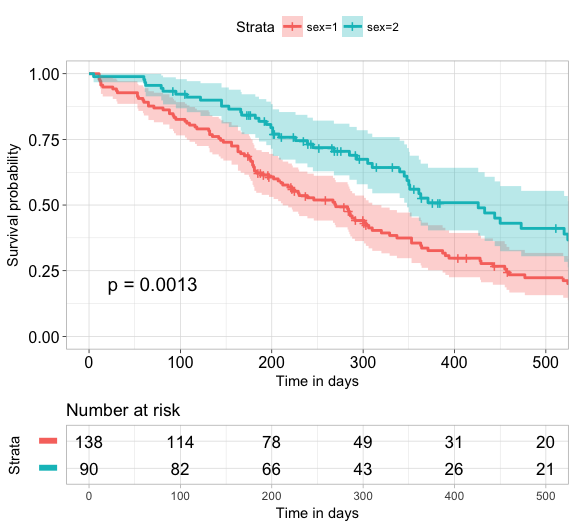 Strata sex=1 sex=2
Survival probability
1.00
0.75
0.50
0.25
0.00
p = 0.0013
0 100 200 300 400 500
Time in days
Number at risk
Strata
138 114 78 49 31 20
90 82 66 43 26 21
0 100 200 300 400 500
Time in days